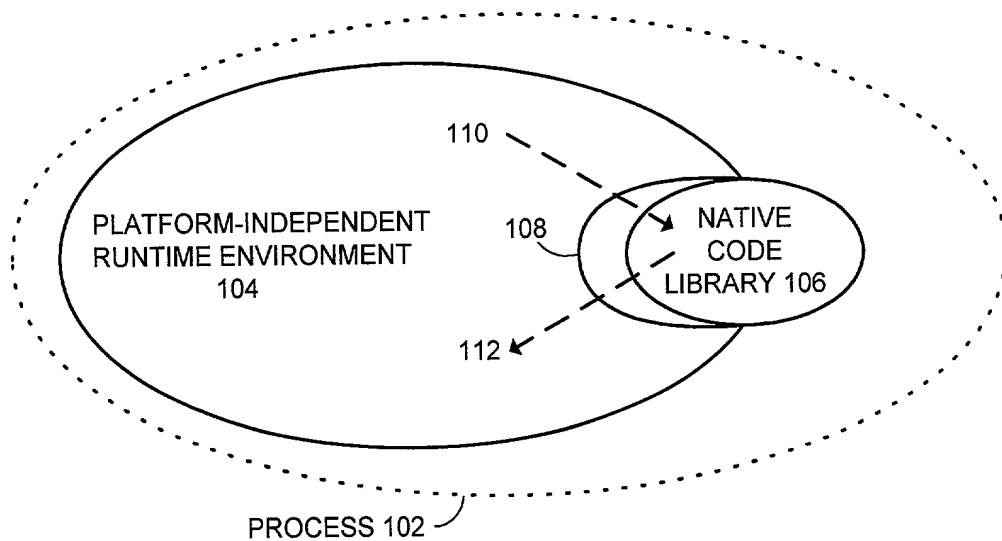 110
PLATFORM-INDEPENDENT
RUNTIME ENVIRONMENT
104
108
NATIVE
CODE
LIBRARY 106
112
PROCESS 102